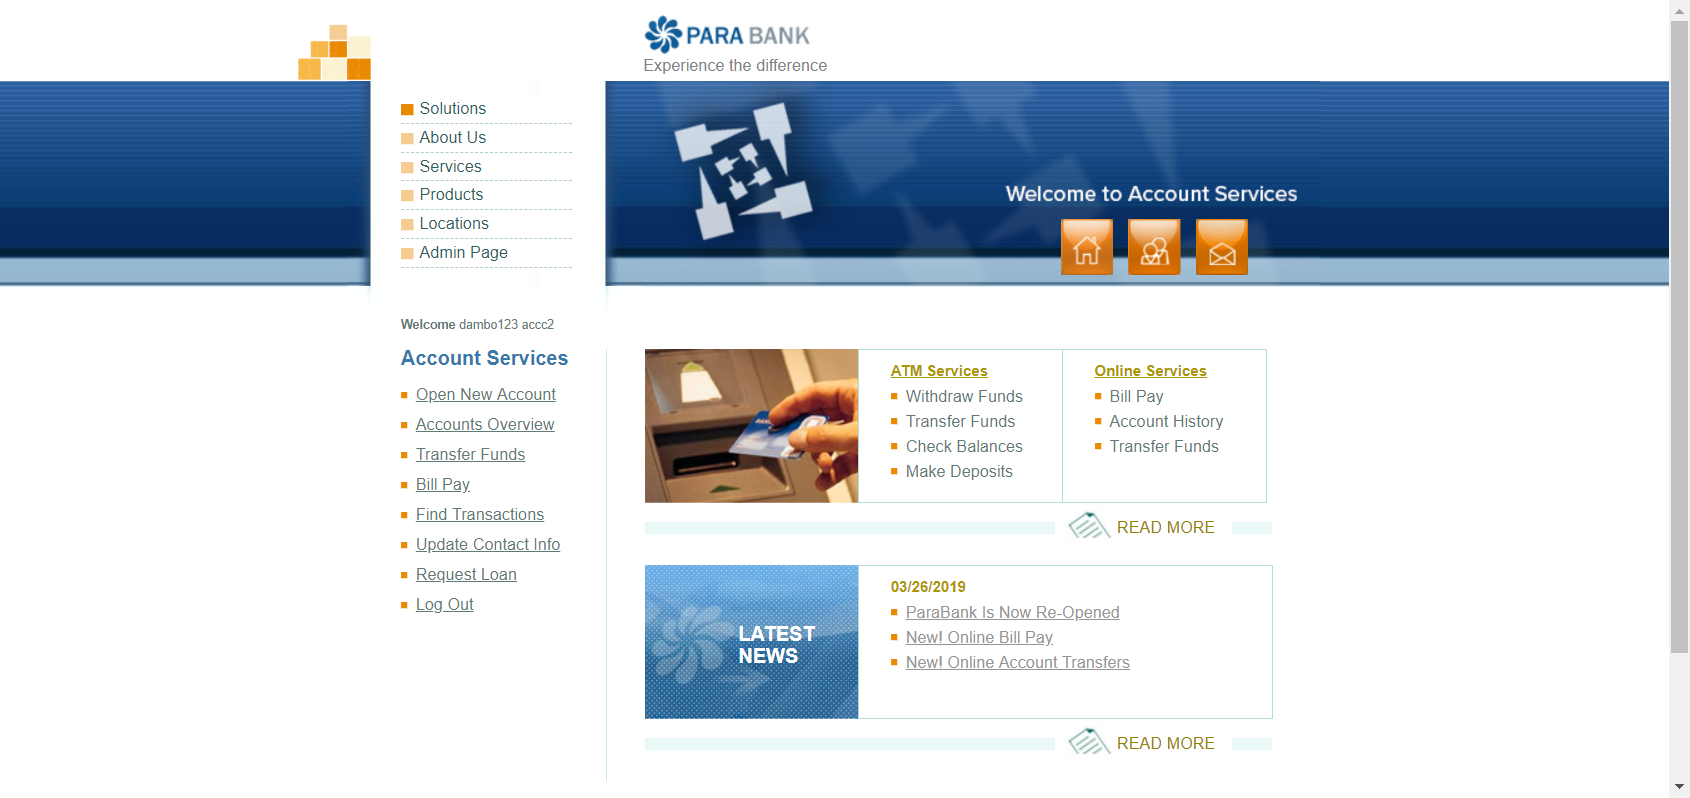 PARA BANK
Experience the difference
Solutions
About Us
Services
Products
Locations
Admin Page
Welcome to Account Services
Welcome dambo123 accc2
Account Services
Open New Account
Accounts Overview
Transfer Funds
Bill Pay
Find Transactions
Update Contact Info
Request Loan
Log Out
BANK
ATM Services
Withdraw Funds
Transfer Funds
Check Balances
Make Deposits
Online Services
Bill Pay
Account History
Transfer Funds
READ MORE
LATEST
NEWS
03/26/2019
ParaBank Is Now Re-Opened
New! Online Bill Pay
New! Online Account Transfers
READ MORE